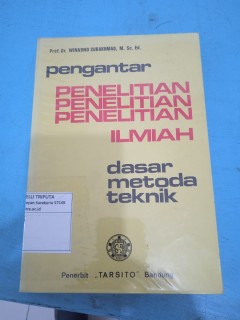 Prof. Dr. WINARNO SURAKHMAD, M. Sc. Ed.
pengantar
PENELITIAN
PENELITIAN
PENELITIAN
ILMIAH
dasar
metoda
teknik
Penerbit „TARSITO" Bandung